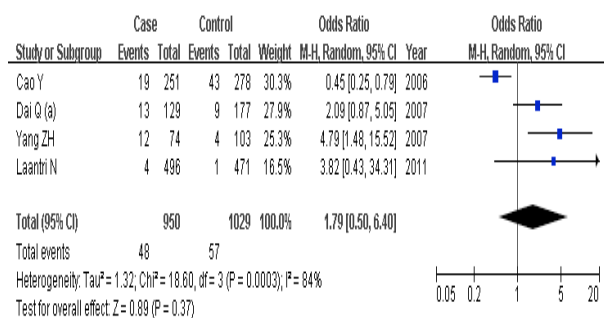 Case Control Odds Ratio Odds Ratio
Study or Subgroup Events Total Events Total Weight M-H, Random, 95% CI Year M-H, Random, 95% CI
Cao Y 19 251 43 278 30.3% 0.45 [0.25, 0.79] 2006
Dai Q (a) 13 129 9 177 27.9% 2.09 [0.87, 5.05] 2007
Yang ZH 12 74 4 103 25.3% 4.79 [1.48, 15.52] 2007
Laantri N 4 496 1 471 16.5% 3.82 [0.43, 34.31] 2011
Total (95% CI) 950 1029 100.0% 1.79 [0.50, 6.40]
Total events 48 57
Heterogeneity: Tau² = 1.32; Chi² = 18.60, df = 3 (P = 0.0003); I² = 84%
Test for overall effect: Z = 0.89 (P = 0.37)
0.05 0.2 1 5 20